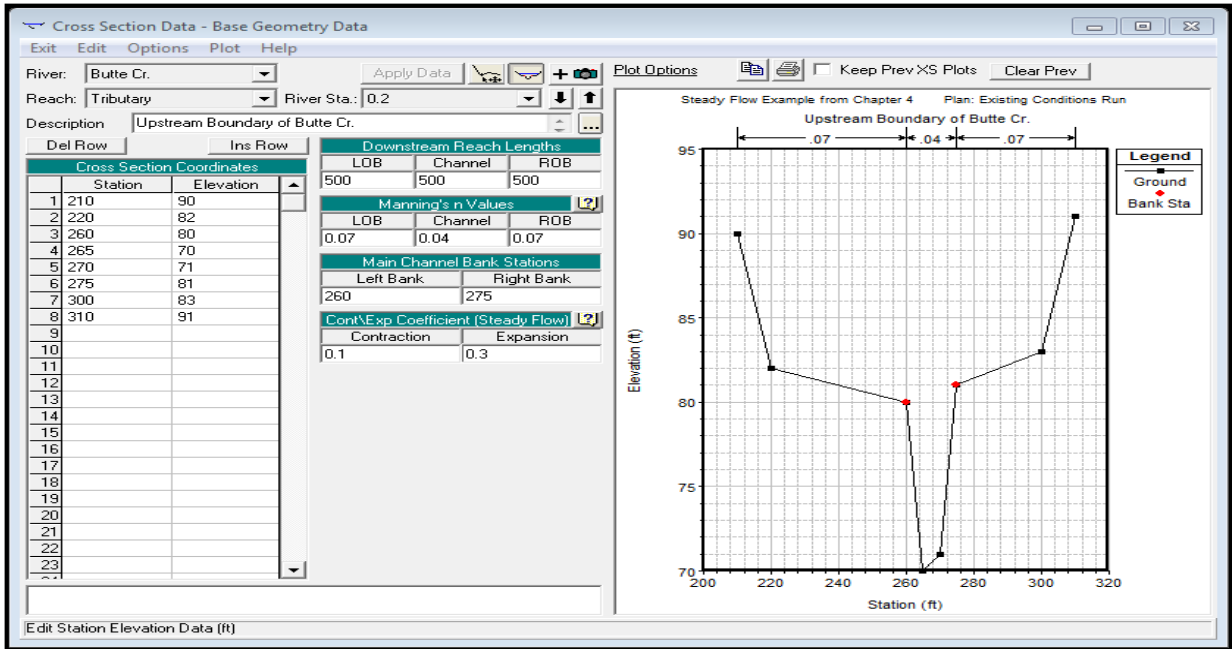 Cross Section Data - Base Geometry Data
Exit Edit Options Plot Help
River: Butte Cr. Apply Data
Reach: Tributary River Sta.: 0.2
Description Upstream Boundary of Butte Cr. ...
Del Row Ins Row
Cross Section Coordinates
Station Elevation
1 210 90
2 220 82
3 260 80
4 265 70
5 270 71
6 275 81
7 300 83
8 310 91
9
10
11
12
13
14
15
16
17
18
19
20
21
22
23
Downstream Reach Lengths
LOB Channel ROB
500 500 500
Manning's n Values
LOB Channel ROB
0.07 0.04 0.07
Main Channel Bank Stations
Left Bank Right Bank
260 275
Cont\Exp Coefficient (Steady Flow)
Contraction Expansion
0.1 0.3
Plot Options Keep Prev XS Plots Clear Prev
Steady Flow Example from Chapter 4 Plan: Existing Conditions Run
Upstream Boundary of Butte Cr.
.07 .04 .07
95
90
85
80
75
70
Elevation (ft)
200 220 240 260 280 300 320
Station (ft)
Legend
Ground
Bank Sta
Edit Station Elevation Data (ft)